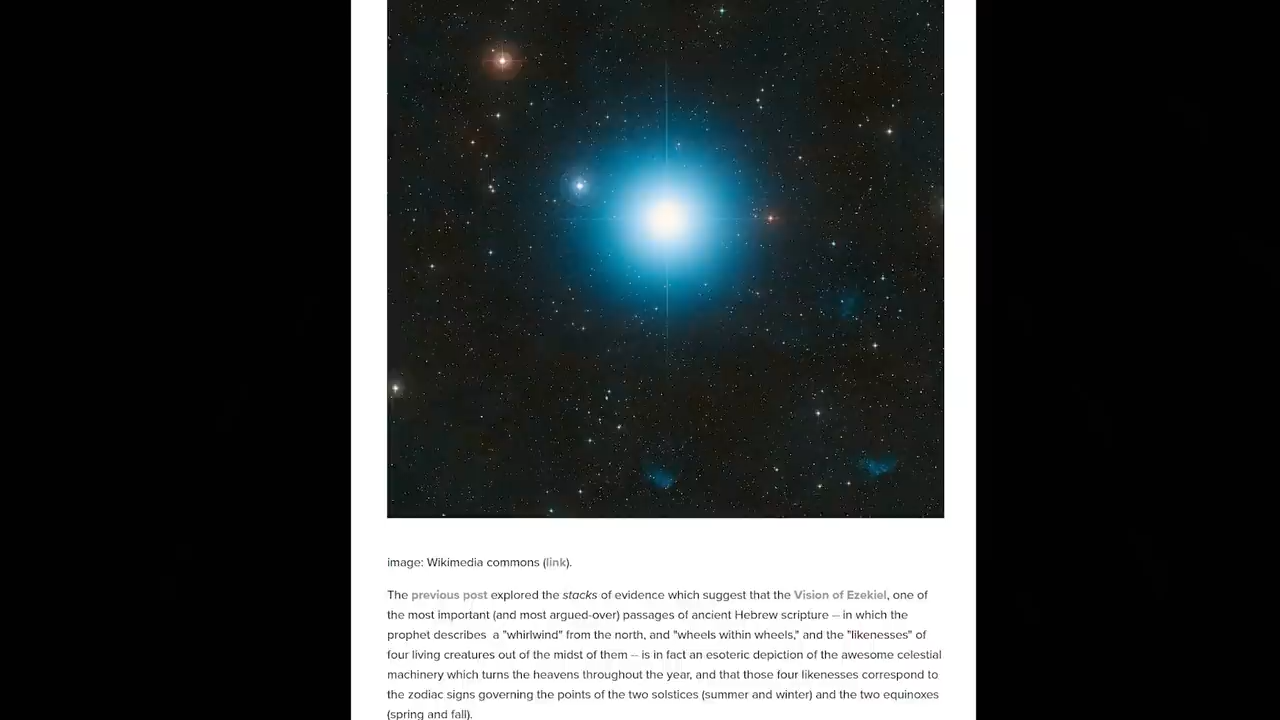 image: Wikimedia commons (link).
The previous post explored the stacks of evidence which suggest that the Vision of Ezekiel, one of
the most important (and most argued-over) passages of ancient Hebrew scripture -- in which the
prophet describes  a "whirlwind" from the north, and "wheels within wheels," and the "likenesses" of
four living creatures out of the midst of them -- is in fact an esoteric depiction of the awesome celestial
machinery which turns the heavens throughout the year, and that those four likenesses correspond to
the zodiac signs governing the points of the two solstices (summer and winter) and the two equinoxes
(spring and fall).